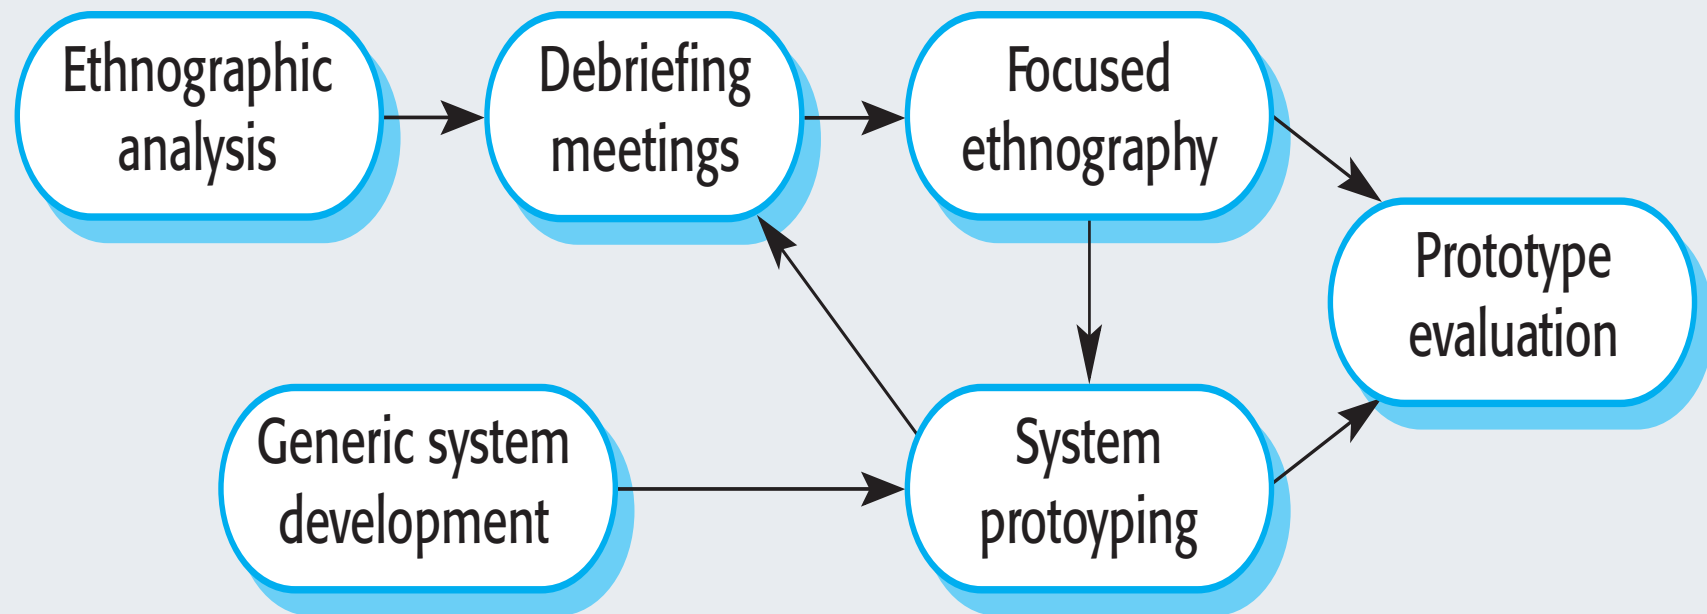 Ethnographic
analysis
Debriefing
meetings
Focused
ethnography
Prototype
evaluation
Generic system
development
System
protoyping